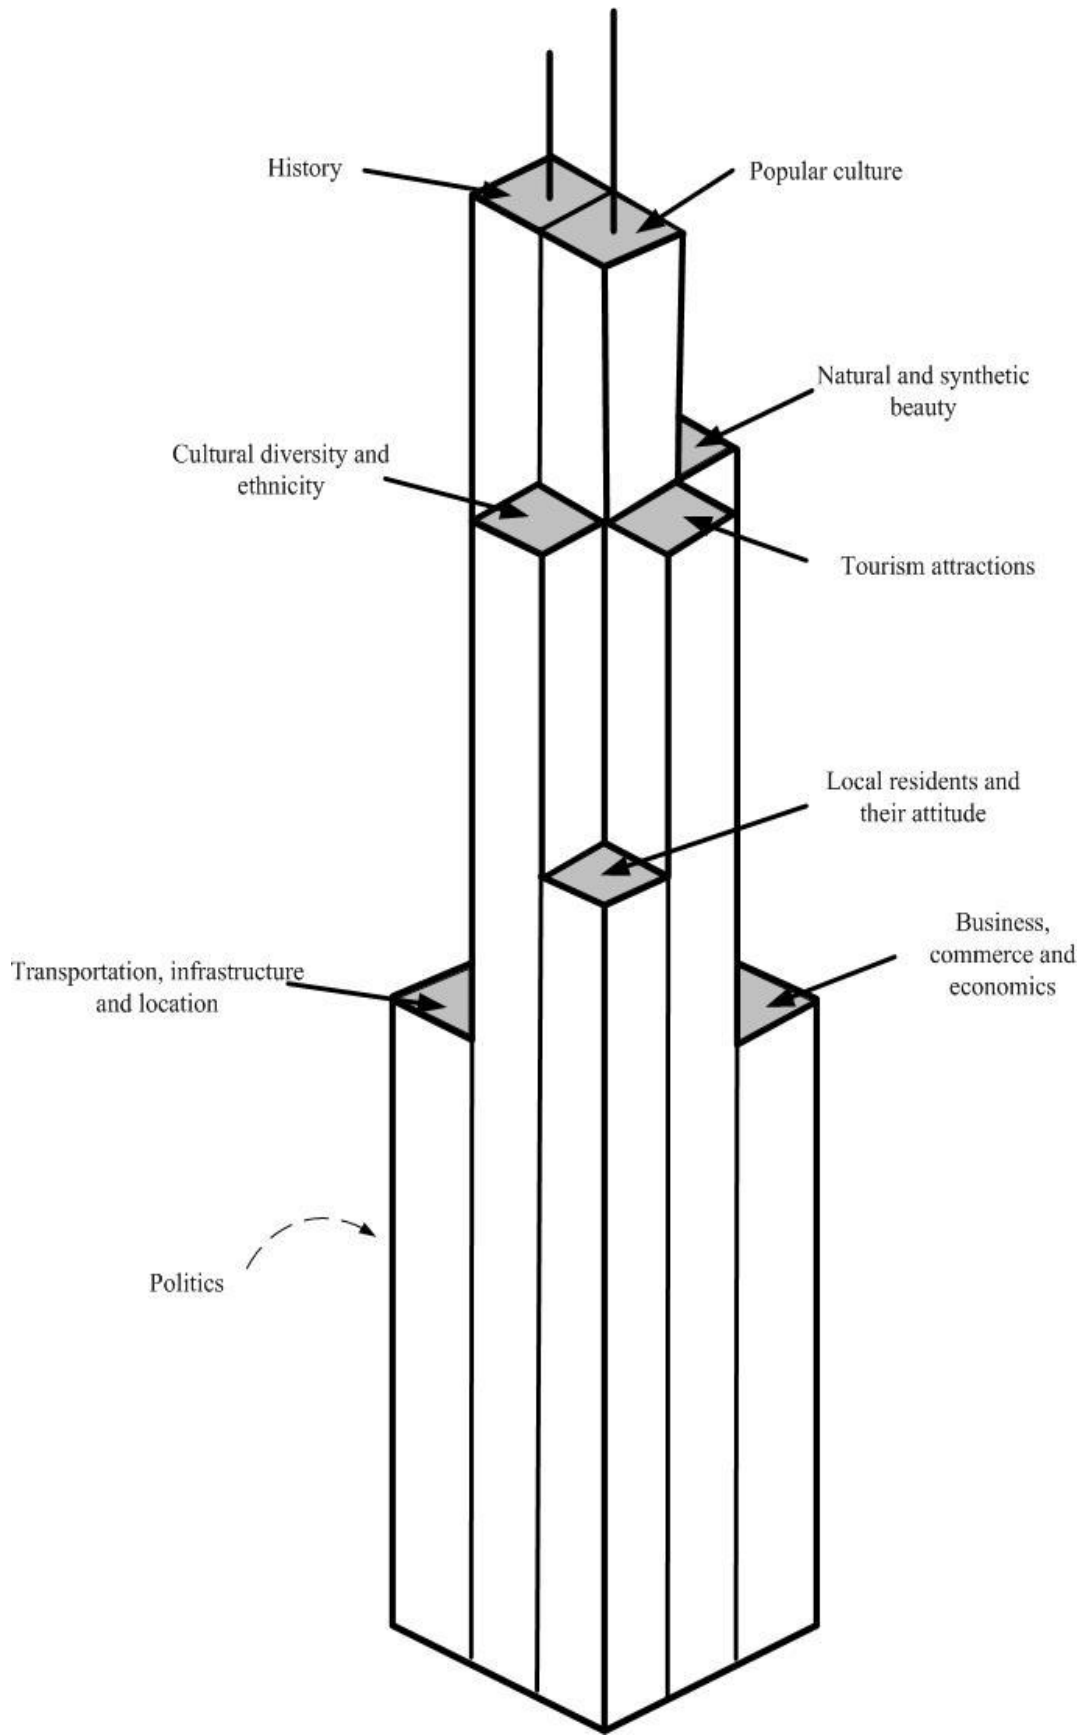 History
Popular culture
Natural and synthetic
beauty
Cultural diversity and
ethnicity
Tourism attractions
Local residents and
their attitude
Business,
commerce and
economics
Transportation, infrastructure
and location
Politics